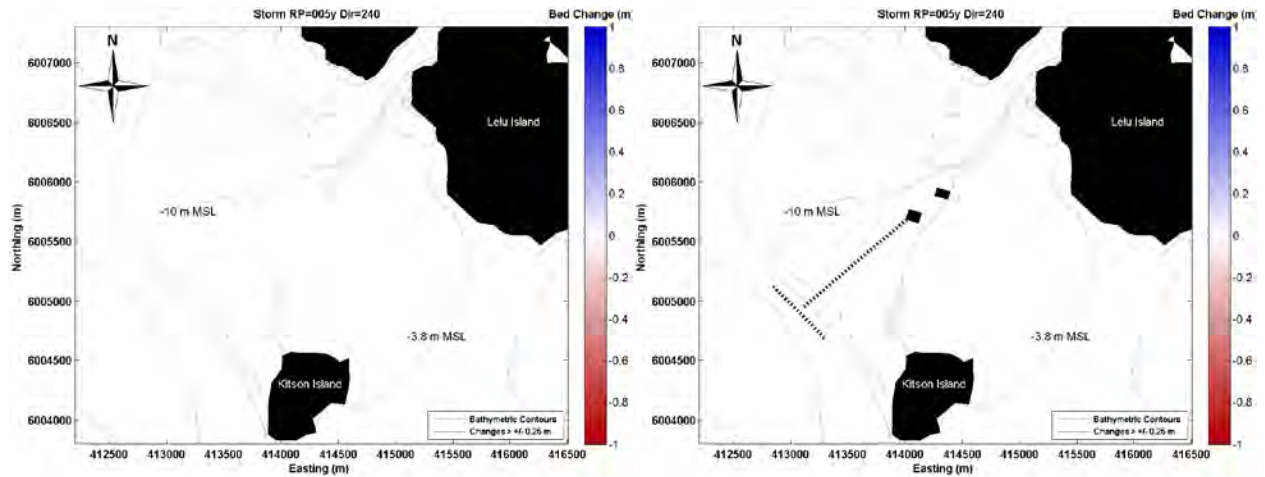 Storm RP=005y Dir=240
Bed Change (m)
N
Lelu Island
-10 m MSL
-3.8 m MSL
Kitson Island
Bathymetric Contours
Changes > +/-0.25 m
Northing (m)
6007000
6006500
6006000
6005500
6005000
6004500
6004000
412500 413000 413500 414000 414500 415000 415500 416000 416500
Easting (m)
1
0.8
0.6
0.4
0.2
0
-0.2
-0.4
-0.6
-0.8
-1
Storm RP=005y Dir=240
Bed Change (m)
N
Lelu Island
-10 m MSL
-3.8 m MSL
Kitson Island
Bathymetric Contours
Changes > +/-0.25 m
Northing (m)
6007000
6006500
6006000
6005500
6005000
6004500
6004000
412500 413000 413500 414000 414500 415000 415500 416000 416500
Easting (m)
1
0.8
0.6
0.4
0.2
0
-0.2
-0.4
-0.6
-0.8
-1